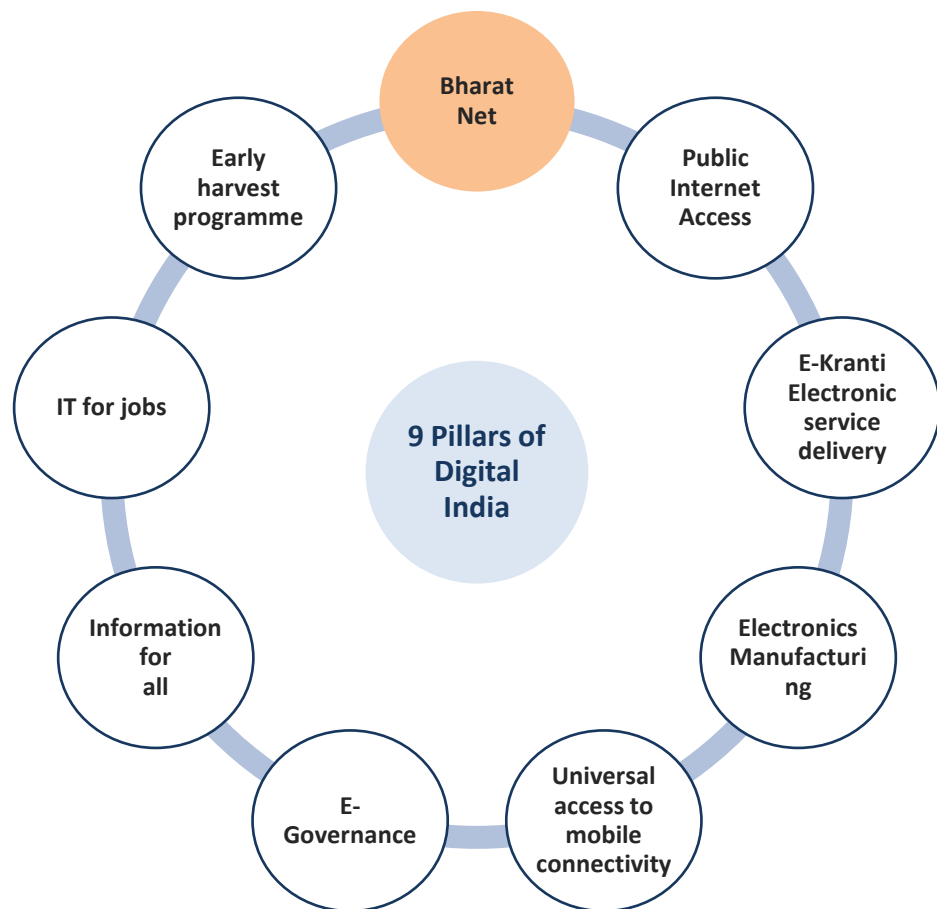 Bharat
Net
Public
Internet
Access
E-Kranti
Electronic
service
delivery
Electronics
Manufacturi
ng
Universal
access to
mobile
connectivity
E-
Governance
Information
for
all
IT for jobs
Early
harvest
programme
9 Pillars of
Digital
India